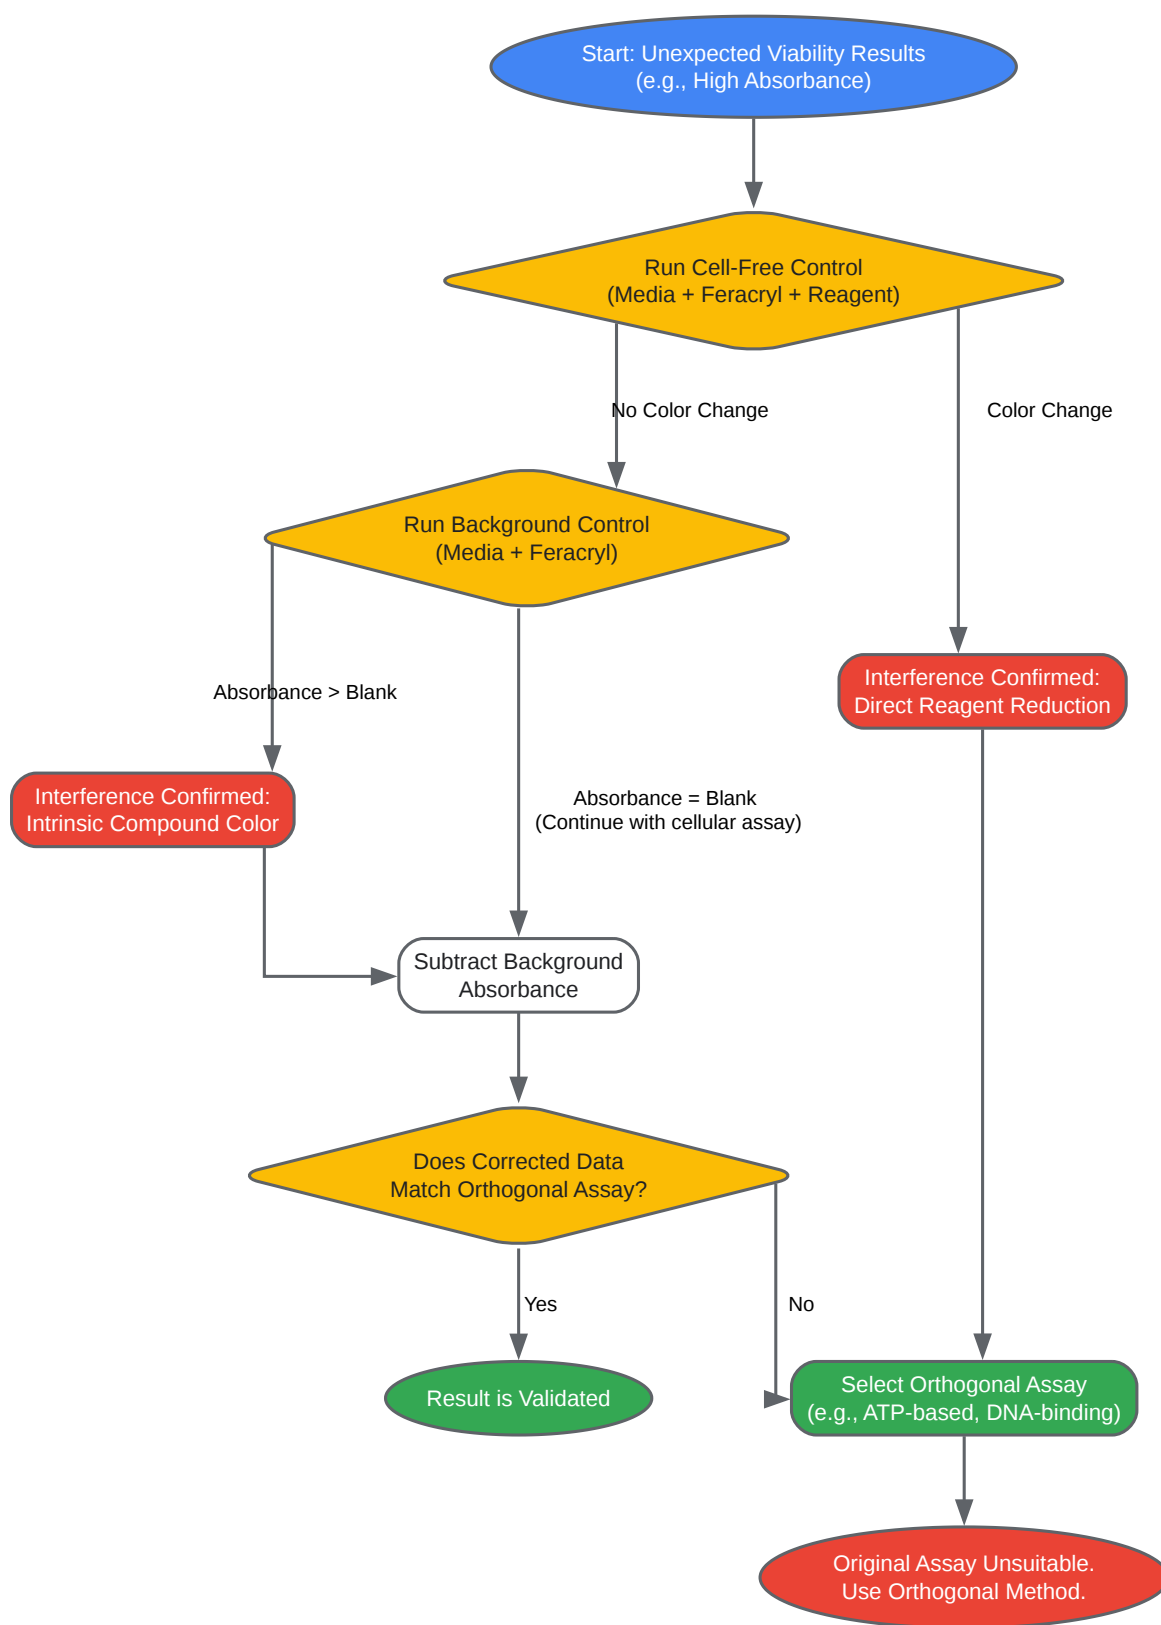 Start: Unexpected Viability Results
(e.g., High Absorbance)
Run Cell-Free Control
(Media + Feracryl + Reagent)
No Color Change
Color Change
Run Background Control
(Media + Feracryl)
Interference Confirmed:
Direct Reagent Reduction
Absorbance > Blank
Interference Confirmed:
Intrinsic Compound Color
Absorbance = Blank
(Continue with cellular assay)
Subtract Background
Absorbance
Does Corrected Data
Match Orthogonal Assay?
Yes
No
Result is Validated
Select Orthogonal Assay
(e.g., ATP-based, DNA-binding)
Original Assay Unsuitable.
Use Orthogonal Method.